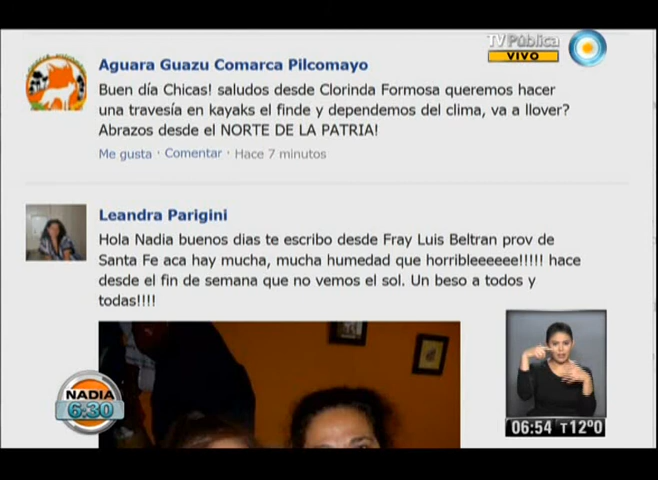 TV Pública
VIVO
Aguara Guazu Comarca Pilcomayo
Buen día Chicas! saludos desde Clorinda Formosa queremos hacer
una travesía en kayaks el finde y dependemos del clima, va a llover?
Abrazos desde el NORTE DE LA PATRIA!
Me gusta · Comentar · Hace 7 minutos
Leandra Parigini
Hola Nadia buenos dias te escribo desde Fray Luis Beltran prov de
Santa Fe aca hay mucha, mucha humedad que horribleeeeee!!!!! hace
desde el fin de semana que no vemos el sol. Un beso a todos y
todas!!!!
NADIA
6:30
06:54 T12º0